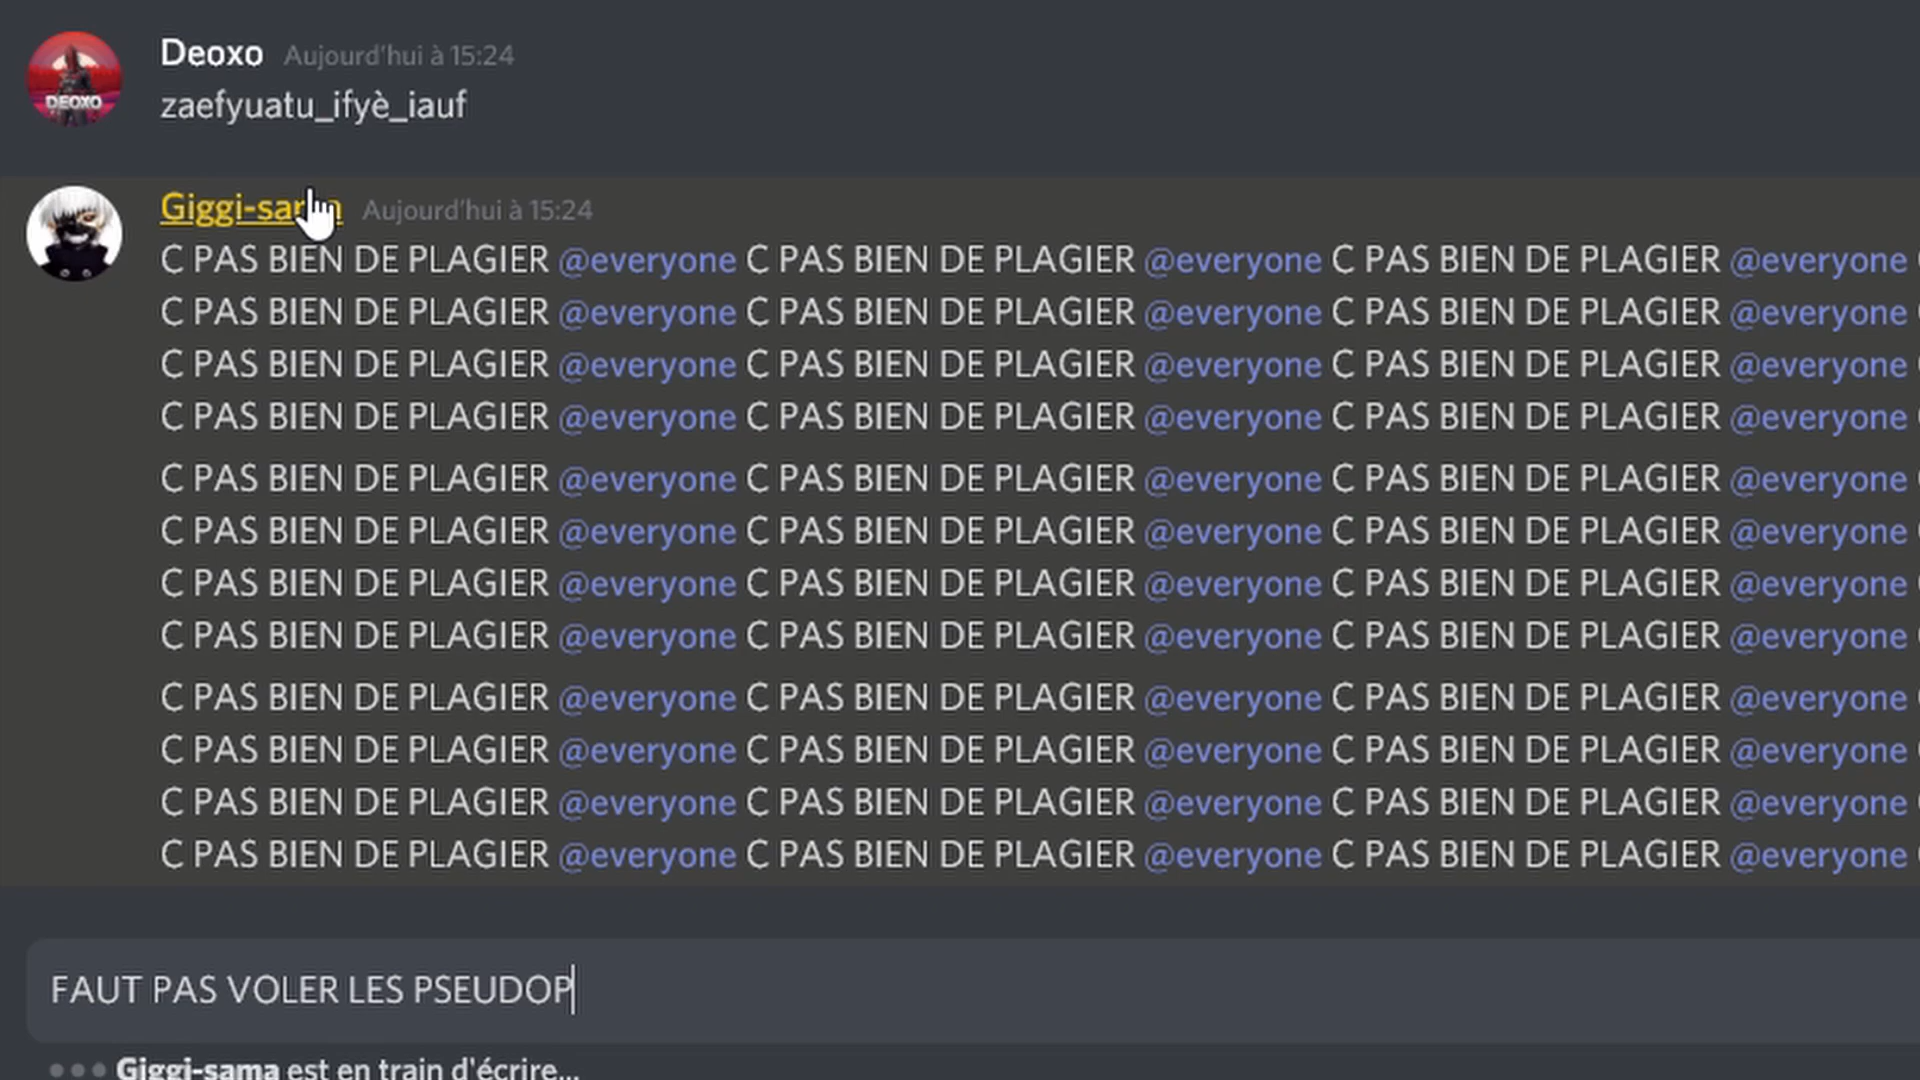 Deoxo Aujourd'hui à 15:24
DEOXO
zaefyuatu_ifyè_iauf
Giggi-sama Aujourd'hui à 15:24
C PAS BIEN DE PLAGIER @everyone C PAS BIEN DE PLAGIER @everyone C PAS BIEN DE PLAGIER @everyone
C PAS BIEN DE PLAGIER @everyone C PAS BIEN DE PLAGIER @everyone C PAS BIEN DE PLAGIER @everyone
C PAS BIEN DE PLAGIER @everyone C PAS BIEN DE PLAGIER @everyone C PAS BIEN DE PLAGIER @everyone
C PAS BIEN DE PLAGIER @everyone C PAS BIEN DE PLAGIER @everyone C PAS BIEN DE PLAGIER @everyone
C PAS BIEN DE PLAGIER @everyone C PAS BIEN DE PLAGIER @everyone C PAS BIEN DE PLAGIER @everyone
C PAS BIEN DE PLAGIER @everyone C PAS BIEN DE PLAGIER @everyone C PAS BIEN DE PLAGIER @everyone
C PAS BIEN DE PLAGIER @everyone C PAS BIEN DE PLAGIER @everyone C PAS BIEN DE PLAGIER @everyone
C PAS BIEN DE PLAGIER @everyone C PAS BIEN DE PLAGIER @everyone C PAS BIEN DE PLAGIER @everyone
C PAS BIEN DE PLAGIER @everyone C PAS BIEN DE PLAGIER @everyone C PAS BIEN DE PLAGIER @everyone
C PAS BIEN DE PLAGIER @everyone C PAS BIEN DE PLAGIER @everyone C PAS BIEN DE PLAGIER @everyone
C PAS BIEN DE PLAGIER @everyone C PAS BIEN DE PLAGIER @everyone C PAS BIEN DE PLAGIER @everyone
C PAS BIEN DE PLAGIER @everyone C PAS BIEN DE PLAGIER @everyone C PAS BIEN DE PLAGIER @everyone
FAUT PAS VOLER LES PSEUDOP
Giggi-sama est en train d'écrire...